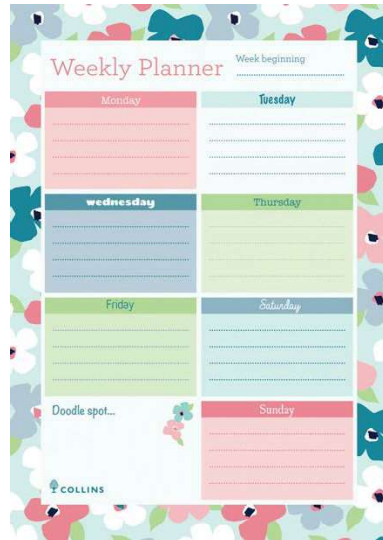 Weekly Planner
Week beginning
Monday
Tuesday
wednesday
Thursday
Friday
Saturday
Doodle spot...
Sunday
COLLINS